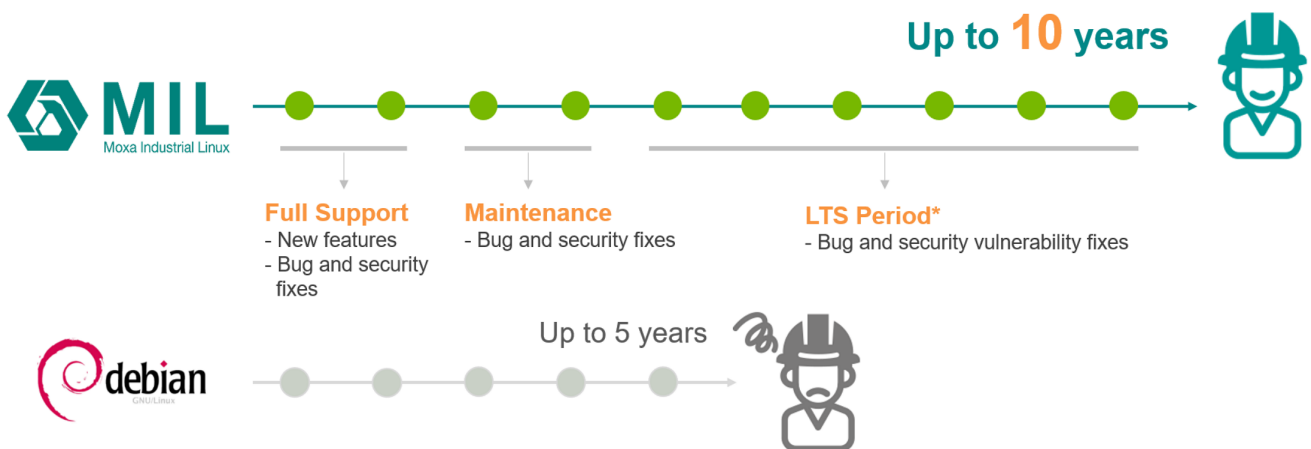 Up to 10 years
MIL
Moxa Industrial Linux
Full Support
- New features
- Bug and security
fixes
Maintenance
- Bug and security fixes
LTS Period*
- Bug and security vulnerability fixes
Up to 5 years
debian
GNU/Linux